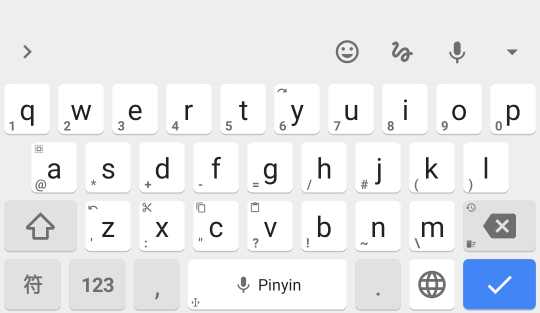 q w e r t y u i o p
1 2 3 4 5 6 7 8 9 0
a s d f g h j k l
@ * + - = / # ( )
z x c v b n m
' : " ? ! ~ \
符 123 , Pinyin .